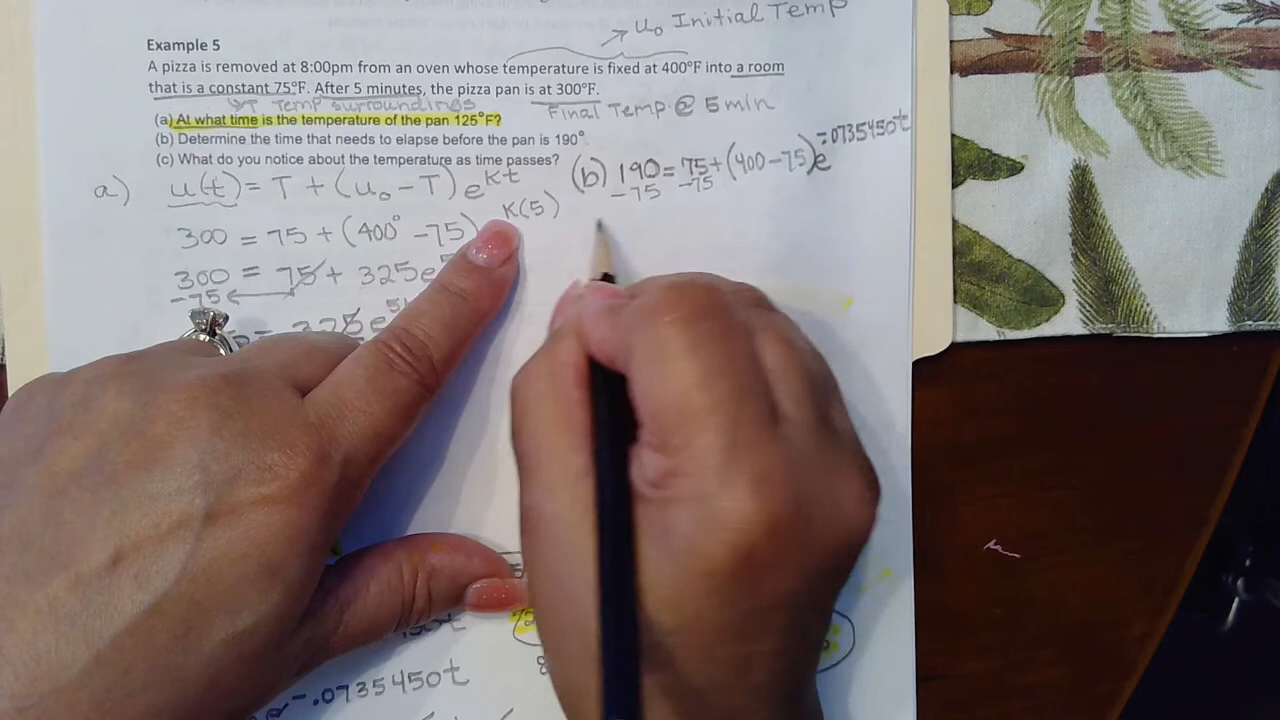 → u₀ Initial Temp
Example 5
A pizza is removed at 8:00pm from an oven whose temperature is fixed at 400°F into a room
that is a constant 75°F. After 5 minutes, the pizza pan is at 300°F.
T Temp surroundings
Final Temp @ 5 min
(a) At what time is the temperature of the pan 125°F?
(b) Determine the time that needs to elapse before the pan is 190°.
(c) What do you notice about the temperature as time passes?
a) u(t) = T + (u₀ - T) e^kt
300 = 75 + (400° - 75) k(5)
300 = 75 + 325e
-75 ←
(b) 190 = 75 + (400 - 75)e^-.0735450t
-75 -75
-.0735450t